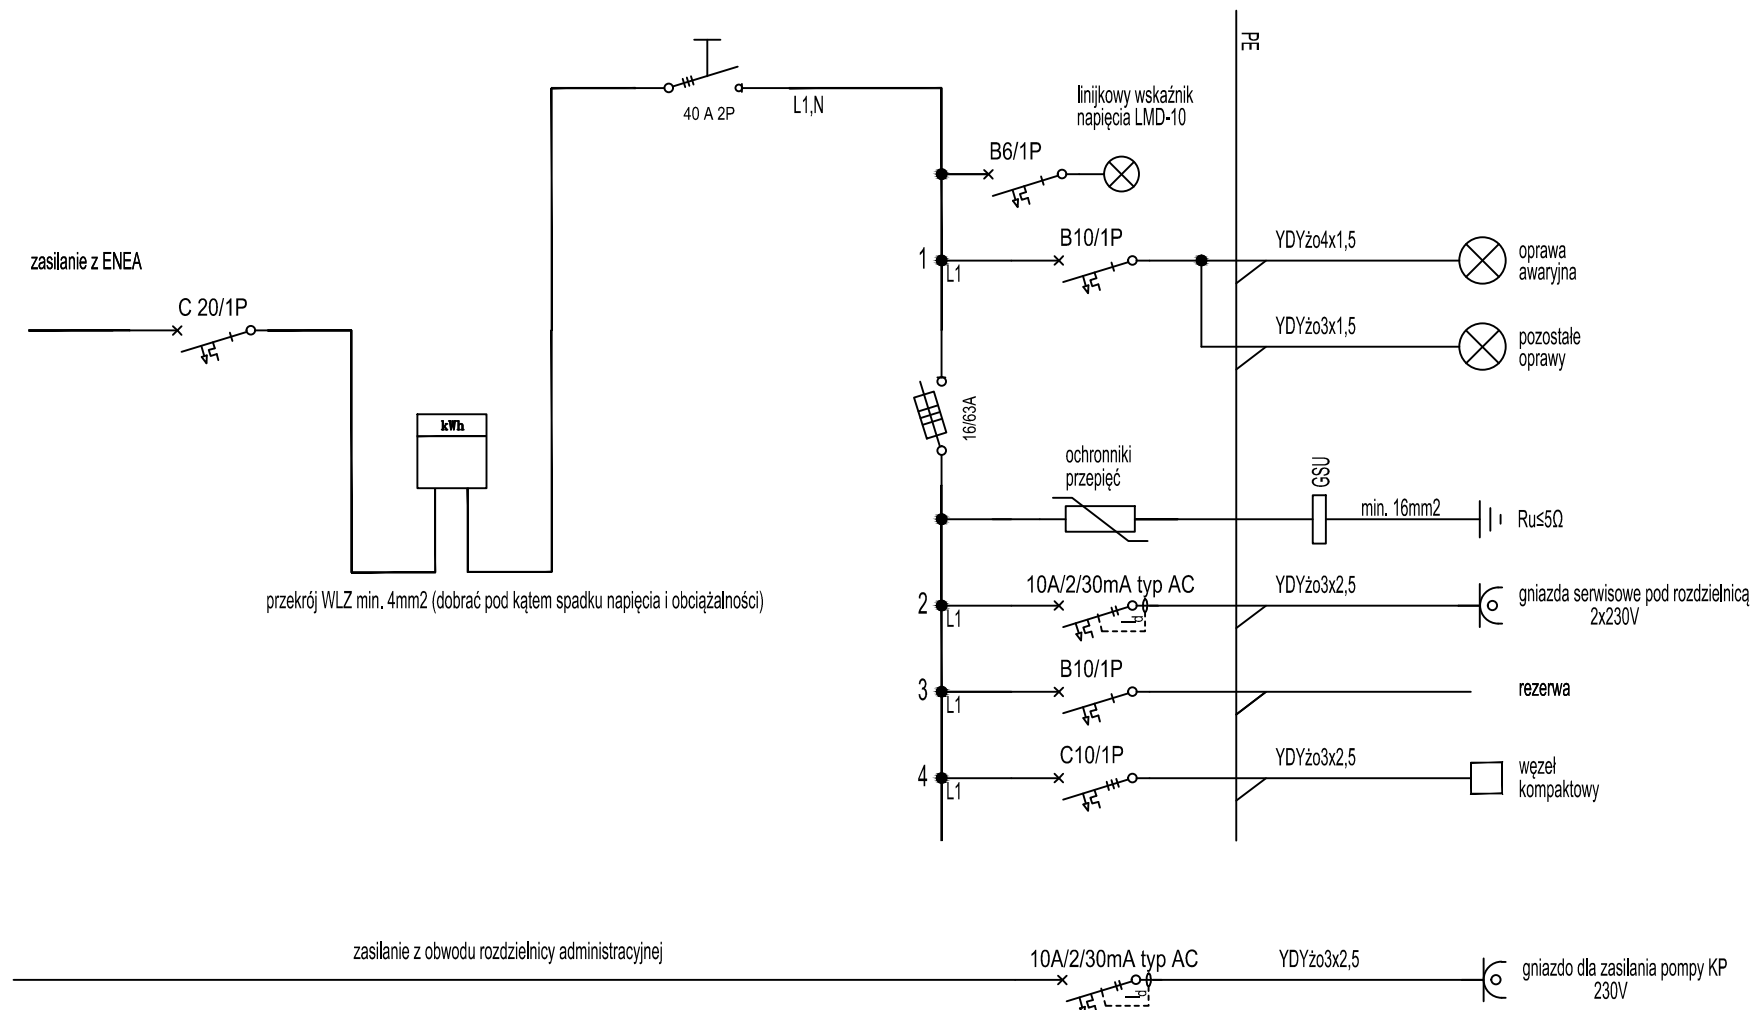 PE
40 A 2P
L1,N
linijkowy wskaźnik
napięcia LMD-10
B6/1P
zasilanie z ENEA
C 20/1P
kWh
przekrój WLZ min. 4mm2 (dobrać pod kątem spadku napięcia i obciążalności)
1
L1
B10/1P
YDYżo4x1,5
oprawa
awaryjna
YDYżo3x1,5
pozostałe
oprawy
16/63A
ochronniki
przepięć
GSU
min. 16mm2
Ru≤5Ω
2
L1
10A/2/30mA typ AC
Id
YDYżo3x2,5
gniazda serwisowe pod rozdzielnicą
2x230V
3
L1
B10/1P
rezerwa
4
L1
C10/1P
YDYżo3x2,5
węzeł
kompaktowy
zasilanie z obwodu rozdzielnicy administracyjnej
10A/2/30mA typ AC
Id
YDYżo3x2,5
gniazdo dla zasilania pompy KP
230V